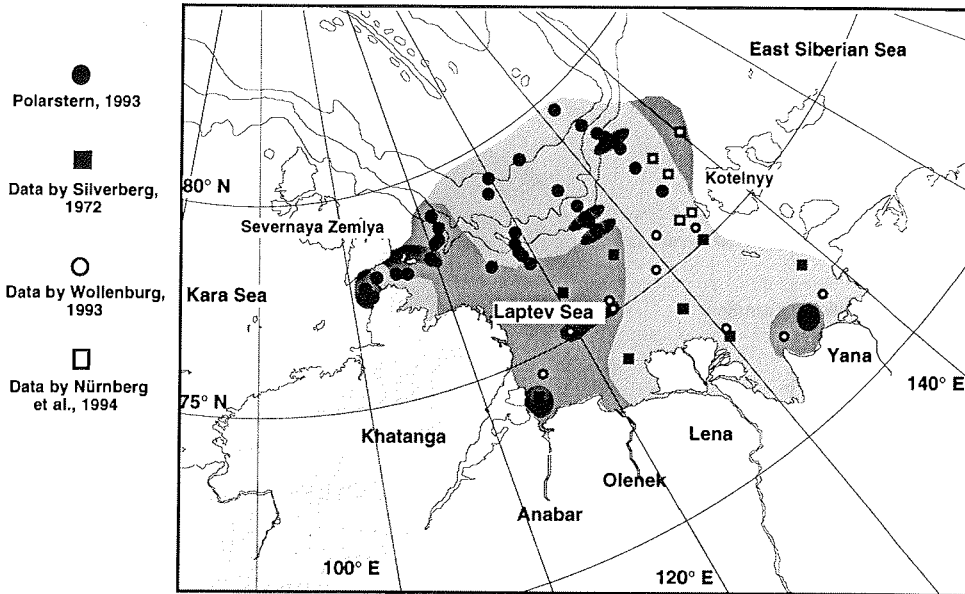 Polarstern, 1993
Data by Silverberg,
1972
Data by Wollenburg,
1993
Data by Nürnberg
et al., 1994
East Siberian Sea
80° N
Kotelnyy
Severnaya Zemlya
Kara Sea
Laptev Sea
Yana
140° E
75° N
Khatanga
Lena
Olenek
Anabar
100° E
120° E